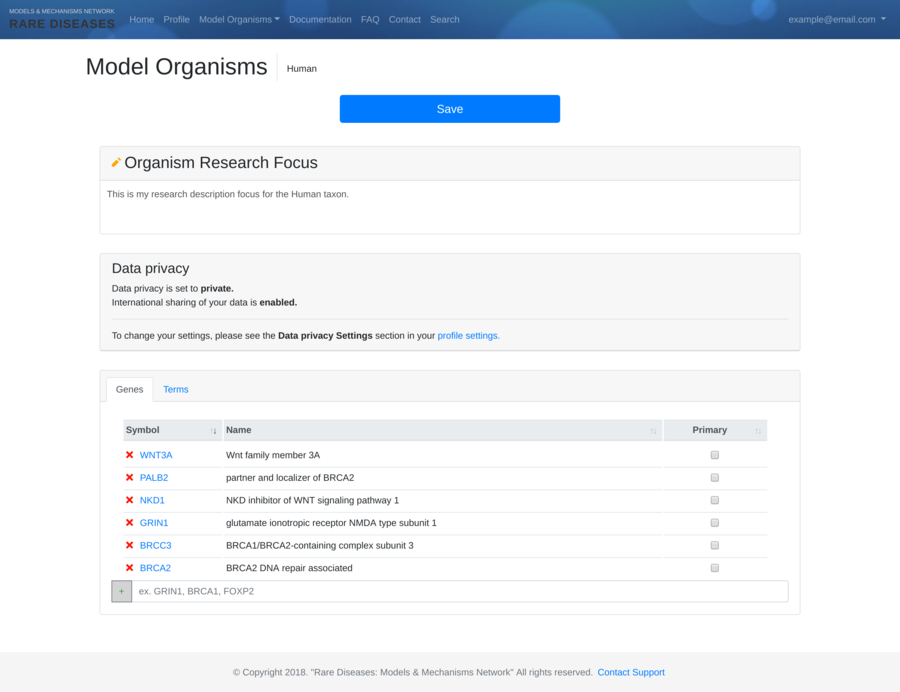 MODELS & MECHANISMS NETWORK
RARE DISEASES
Home Profile Model Organisms Documentation FAQ Contact Search
example@email.com
Model Organisms Human
Save
Organism Research Focus
This is my research description focus for the Human taxon.
Data privacy
Data privacy is set to private.
International sharing of your data is enabled.
To change your settings, please see the Data privacy Settings section in your profile settings.
Genes Terms
Symbol Name Primary
WNT3A Wnt family member 3A
PALB2 partner and localizer of BRCA2
NKD1 NKD inhibitor of WNT signaling pathway 1
GRIN1 glutamate ionotropic receptor NMDA type subunit 1
BRCC3 BRCA1/BRCA2-containing complex subunit 3
BRCA2 BRCA2 DNA repair associated
+ ex. GRIN1, BRCA1, FOXP2
© Copyright 2018. "Rare Diseases: Models & Mechanisms Network" All rights reserved. Contact Support